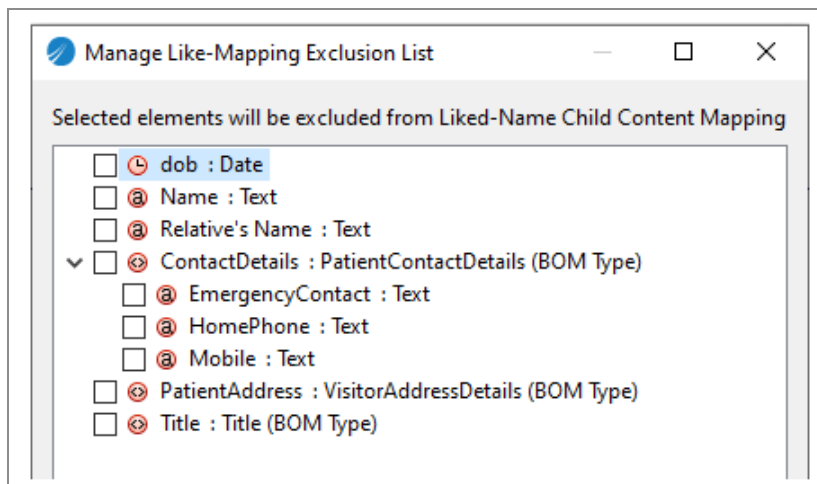 Manage Like-Mapping Exclusion List
Selected elements will be excluded from Liked-Name Child Content Mapping
dob : Date
Name : Text
Relative's Name : Text
ContactDetails : PatientContactDetails (BOM Type)
EmergencyContact : Text
HomePhone : Text
Mobile : Text
PatientAddress : VisitorAddressDetails (BOM Type)
Title : Title (BOM Type)